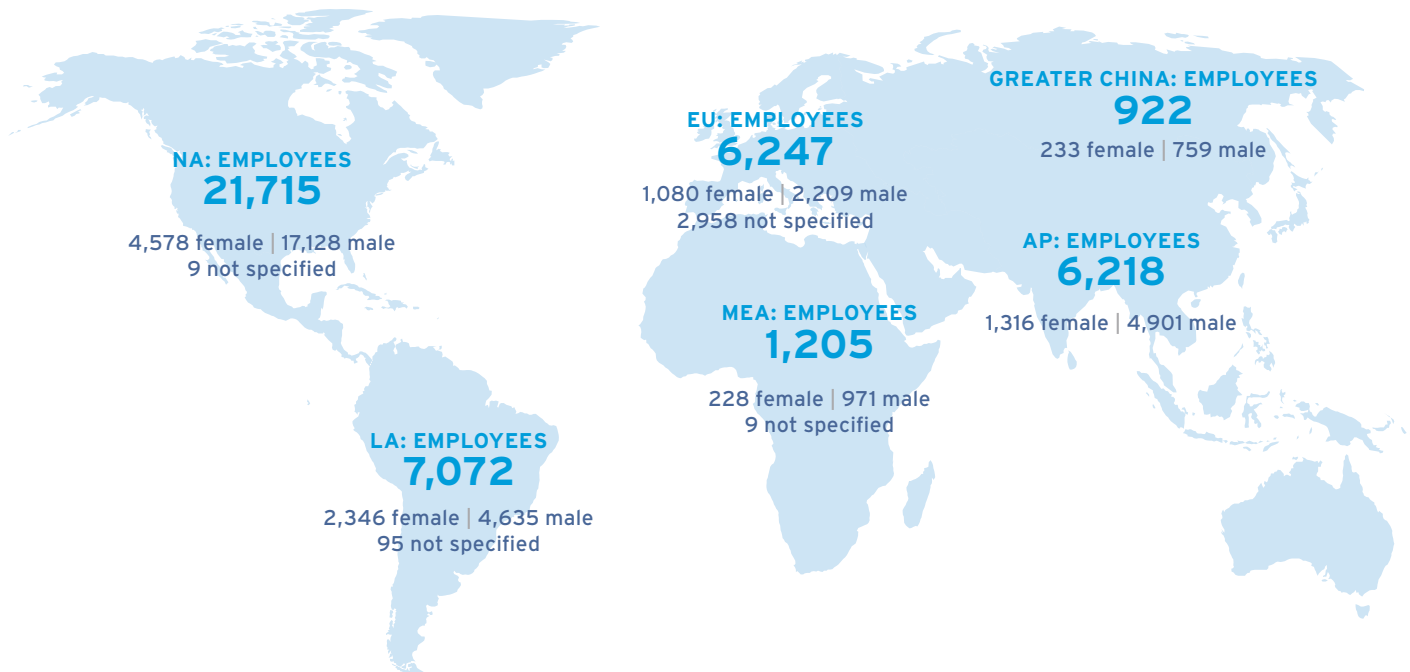 NA: EMPLOYEES
21,715
4,578 female | 17,128 male
9 not specified
LA: EMPLOYEES
7,072
2,346 female | 4,635 male
95 not specified
EU: EMPLOYEES
6,247
1,080 female | 2,209 male
2,958 not specified
MEA: EMPLOYEES
1,205
228 female | 971 male
9 not specified
GREATER CHINA: EMPLOYEES
922
233 female | 759 male
AP: EMPLOYEES
6,218
1,316 female | 4,901 male